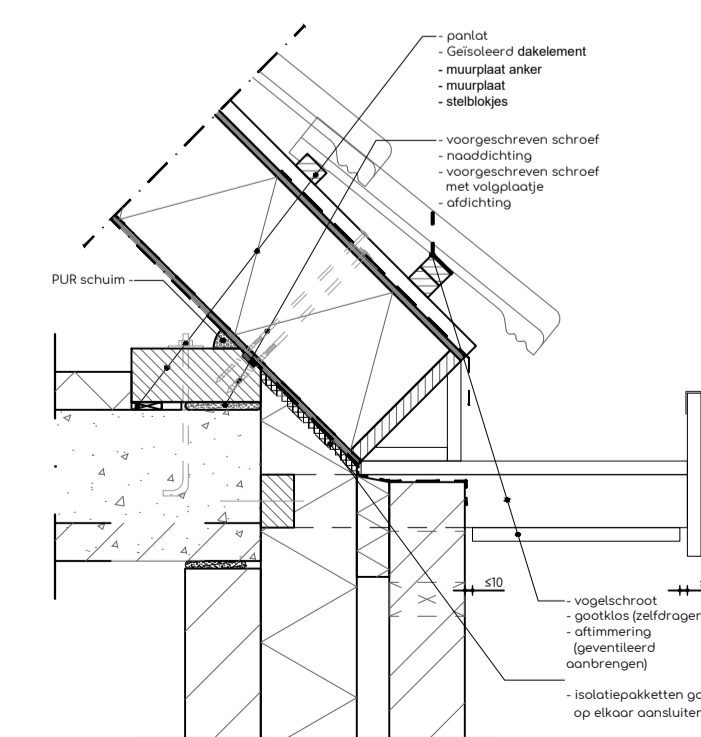 - panlat
- Geïsoleerd dakelement
- muurplaat anker
- muurplaat
- stelblokjes
- voorgeschreven schroef
- naaddichting
- voorgeschreven schroef
met volgplaatje
- afdichting
PUR schuim
≤10
- vogelschroot
- gootklos (zelfdragen
- aftimmering
(geventileerd
aanbrengen)
- isolatiepakketten go
op elkaar aansluiten